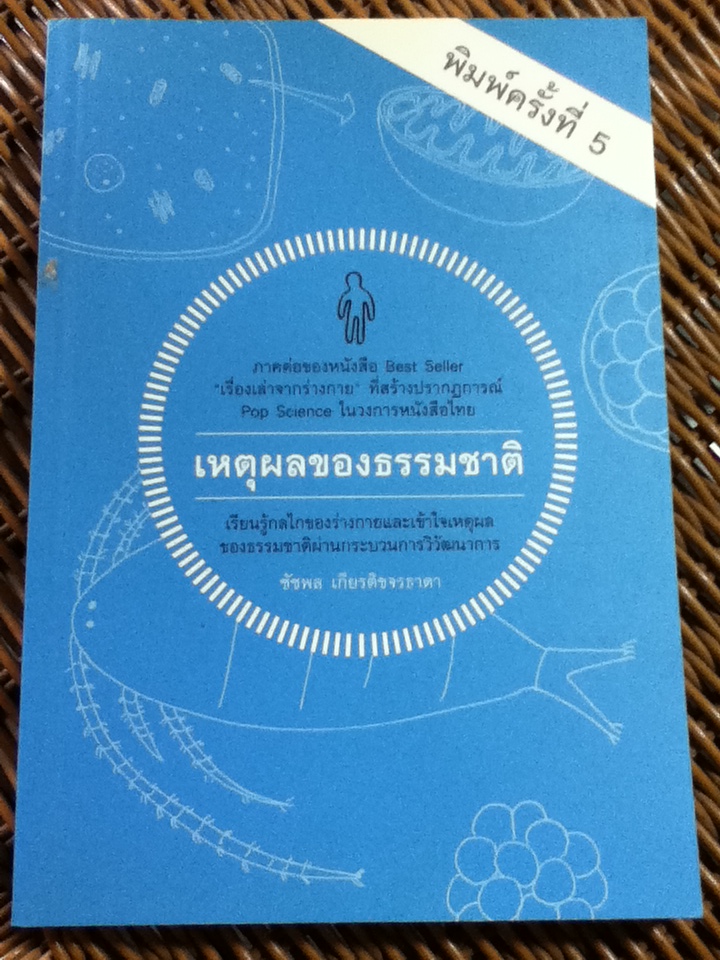 พิมพ์ครั้งที่ 5
ภาคต่อของหนังสือ Best Seller
"เรื่องเล่าจากร่างกาย" ที่สร้างปรากฏการณ์
Pop Science ในวงการหนังสือไทย
เหตุผลของธรรมชาติ
เรียนรู้กลไกของร่างกายและเข้าใจเหตุผล
ของธรรมชาติผ่านกระบวนการวิวัฒนาการ
ชัชพล เกียรติขจรธาดา